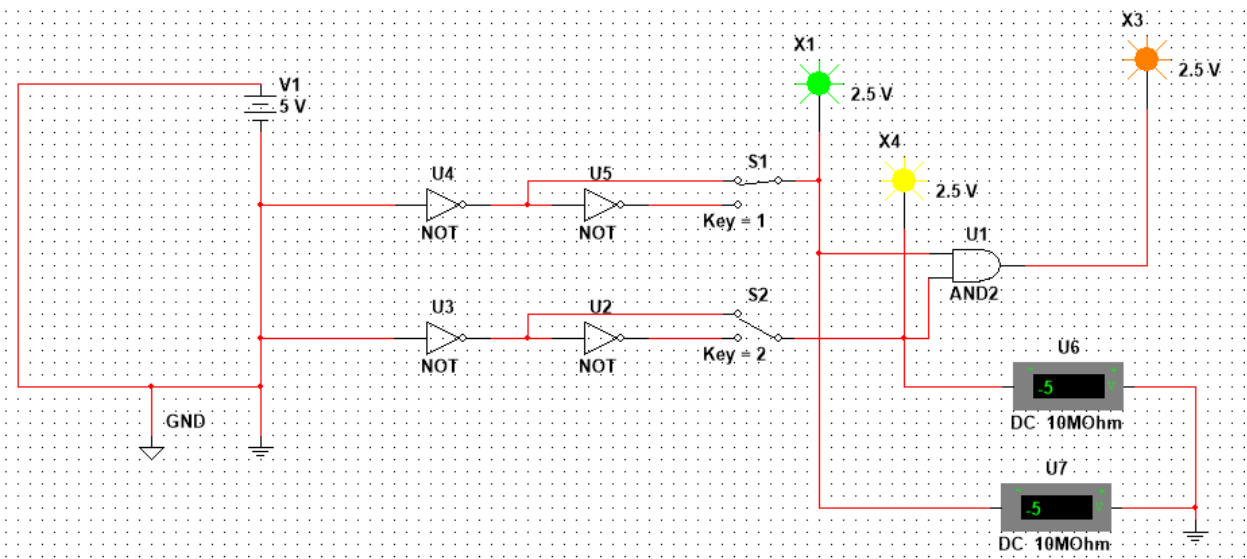 X3
2.5 V
X1
2.5 V
V1
5 V
X4
2.5 V
S1
U4
U5
Key = 1
NOT
NOT
U1
AND2
S2
U3
U2
Key = 2
NOT
NOT
U6
- +
-5 V
DC 10MOhm
GND
U7
- +
-5 V
DC 10MOhm